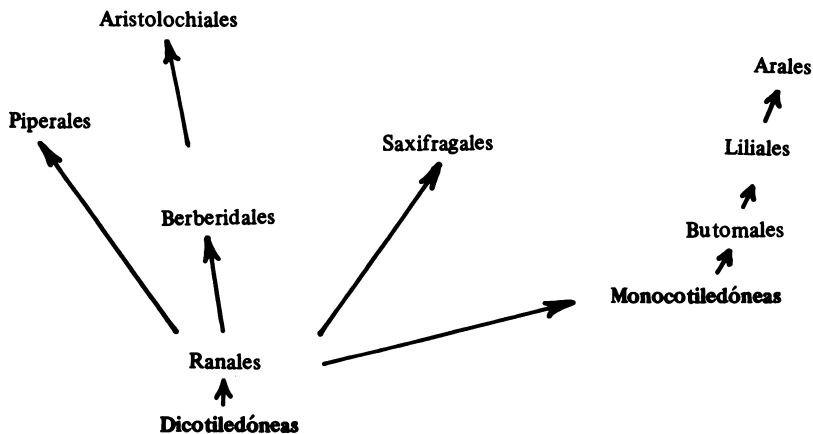 Aristolochiales
Arales
Piperales
Saxifragales
Liliales
Berberidales
Butomales
Monocotiledóneas
Ranales
Dicotiledóneas